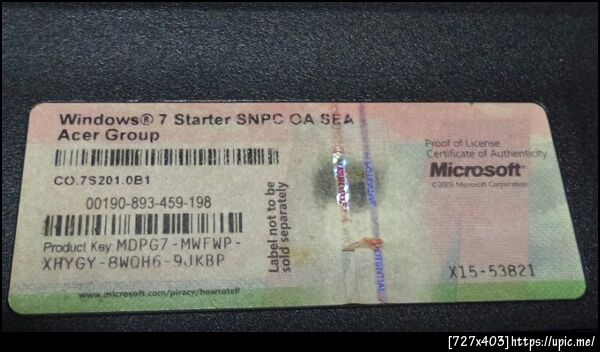 Windows® 7 Starter SNPC OA SEA
Acer Group
CO.7S201.0B1
00190-893-459-198
Product Key: MDPG7-MWFWP-
XHYGY-8WQH6-9JKBP
www.microsoft.com/piracy/howtotell
Label not to be
sold separately
Proof of License
Certificate of Authenticity
Microsoft®
©2005 Microsoft Corporation
X15-53821
[727x403] https://upic.me/